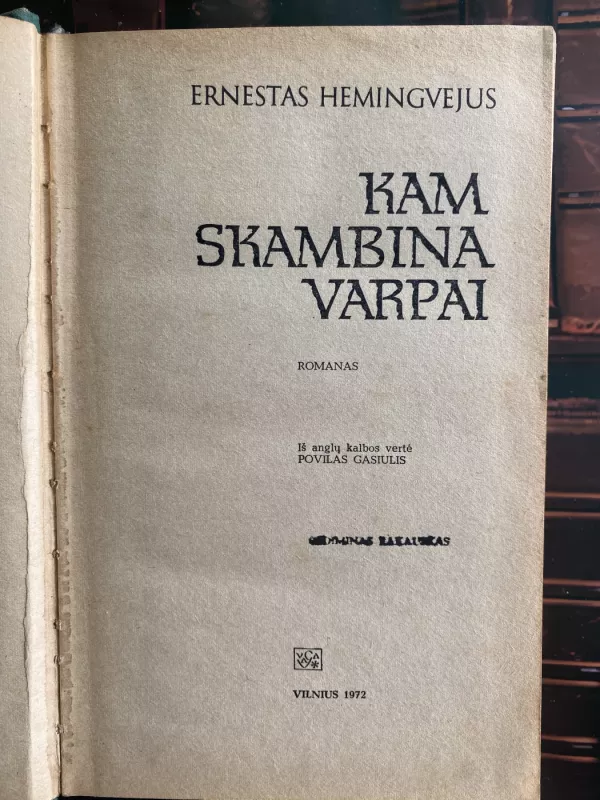 ERNESTAS HEMINGVEJUS
KAM
SKAMBINA
VARPAI
ROMANAS
Iš anglų kalbos vertė
POVILAS GASIULIS
VILNIUS 1972